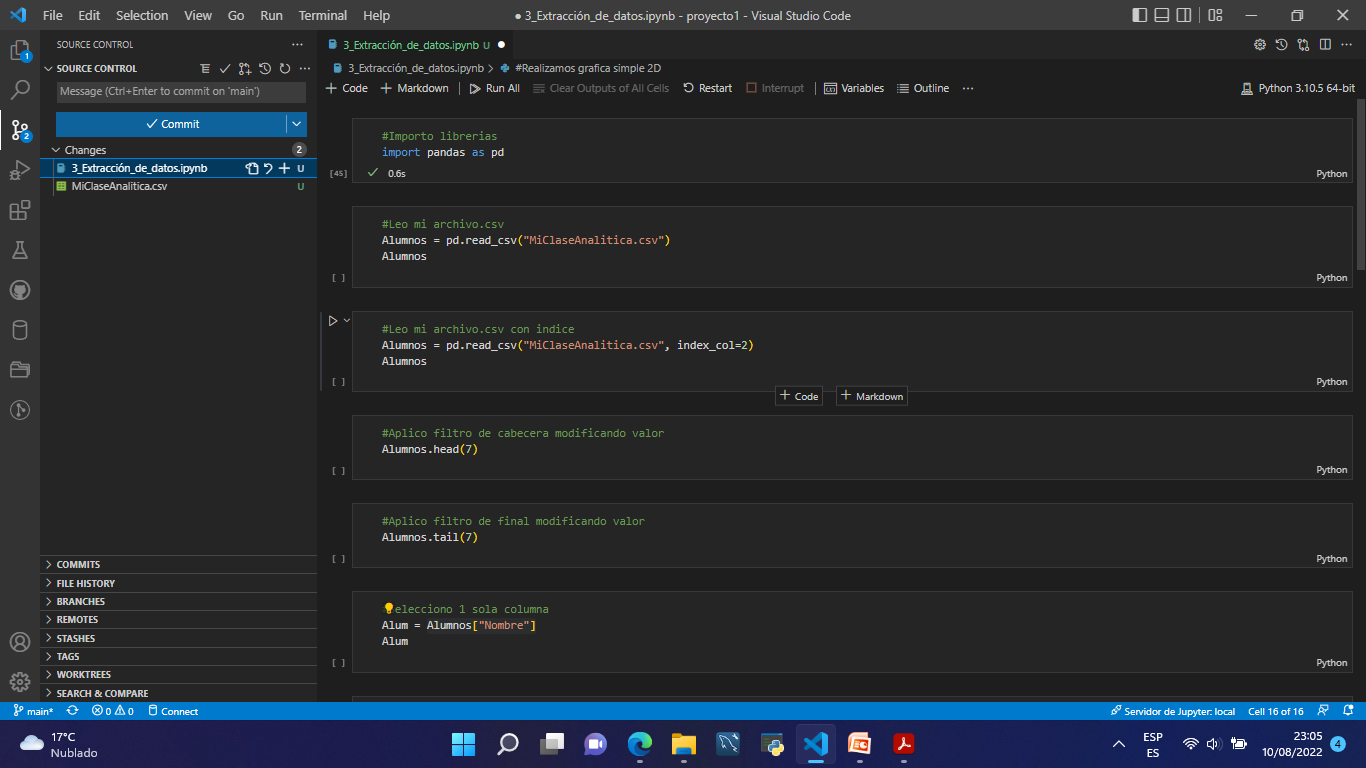 File Edit Selection View Go Run Terminal Help
● 3_Extracción_de_datos.ipynb - proyecto1 - Visual Studio Code
SOURCE CONTROL
SOURCE CONTROL
Message (Ctrl+Enter to commit on 'main')
Commit
Changes 2
3_Extracción_de_datos.ipynb U
MiClaseAnalitica.csv U
COMMITS
FILE HISTORY
BRANCHES
REMOTES
STASHES
TAGS
WORKTREES
SEARCH & COMPARE
1
2
3_Extracción_de_datos.ipynb U ●
3_Extracción_de_datos.ipynb > #Realizamos grafica simple 2D
+ Code + Markdown Run All Clear Outputs of All Cells Restart Interrupt Variables Outline ···
Python 3.10.5 64-bit
#Importo librerias
import pandas as pd
[45] 0.6s
Python
#Leo mi archivo.csv
Alumnos = pd.read_csv("MiClaseAnalitica.csv")
Alumnos
[ ]
Python
#Leo mi archivo.csv con indice
Alumnos = pd.read_csv("MiClaseAnalitica.csv", index_col=2)
Alumnos
[ ]
Python
+ Code + Markdown
#Aplico filtro de cabecera modificando valor
Alumnos.head(7)
[ ]
Python
#Aplico filtro de final modificando valor
Alumnos.tail(7)
[ ]
Python
elecciono 1 sola columna
Alum = Alumnos["Nombre"]
Alum
[ ]
Python
main* 0 0 Connect
Servidor de Jupyter: local Cell 16 of 16
17°C
Nublado
ESP
ES
23:05
10/08/2022
4